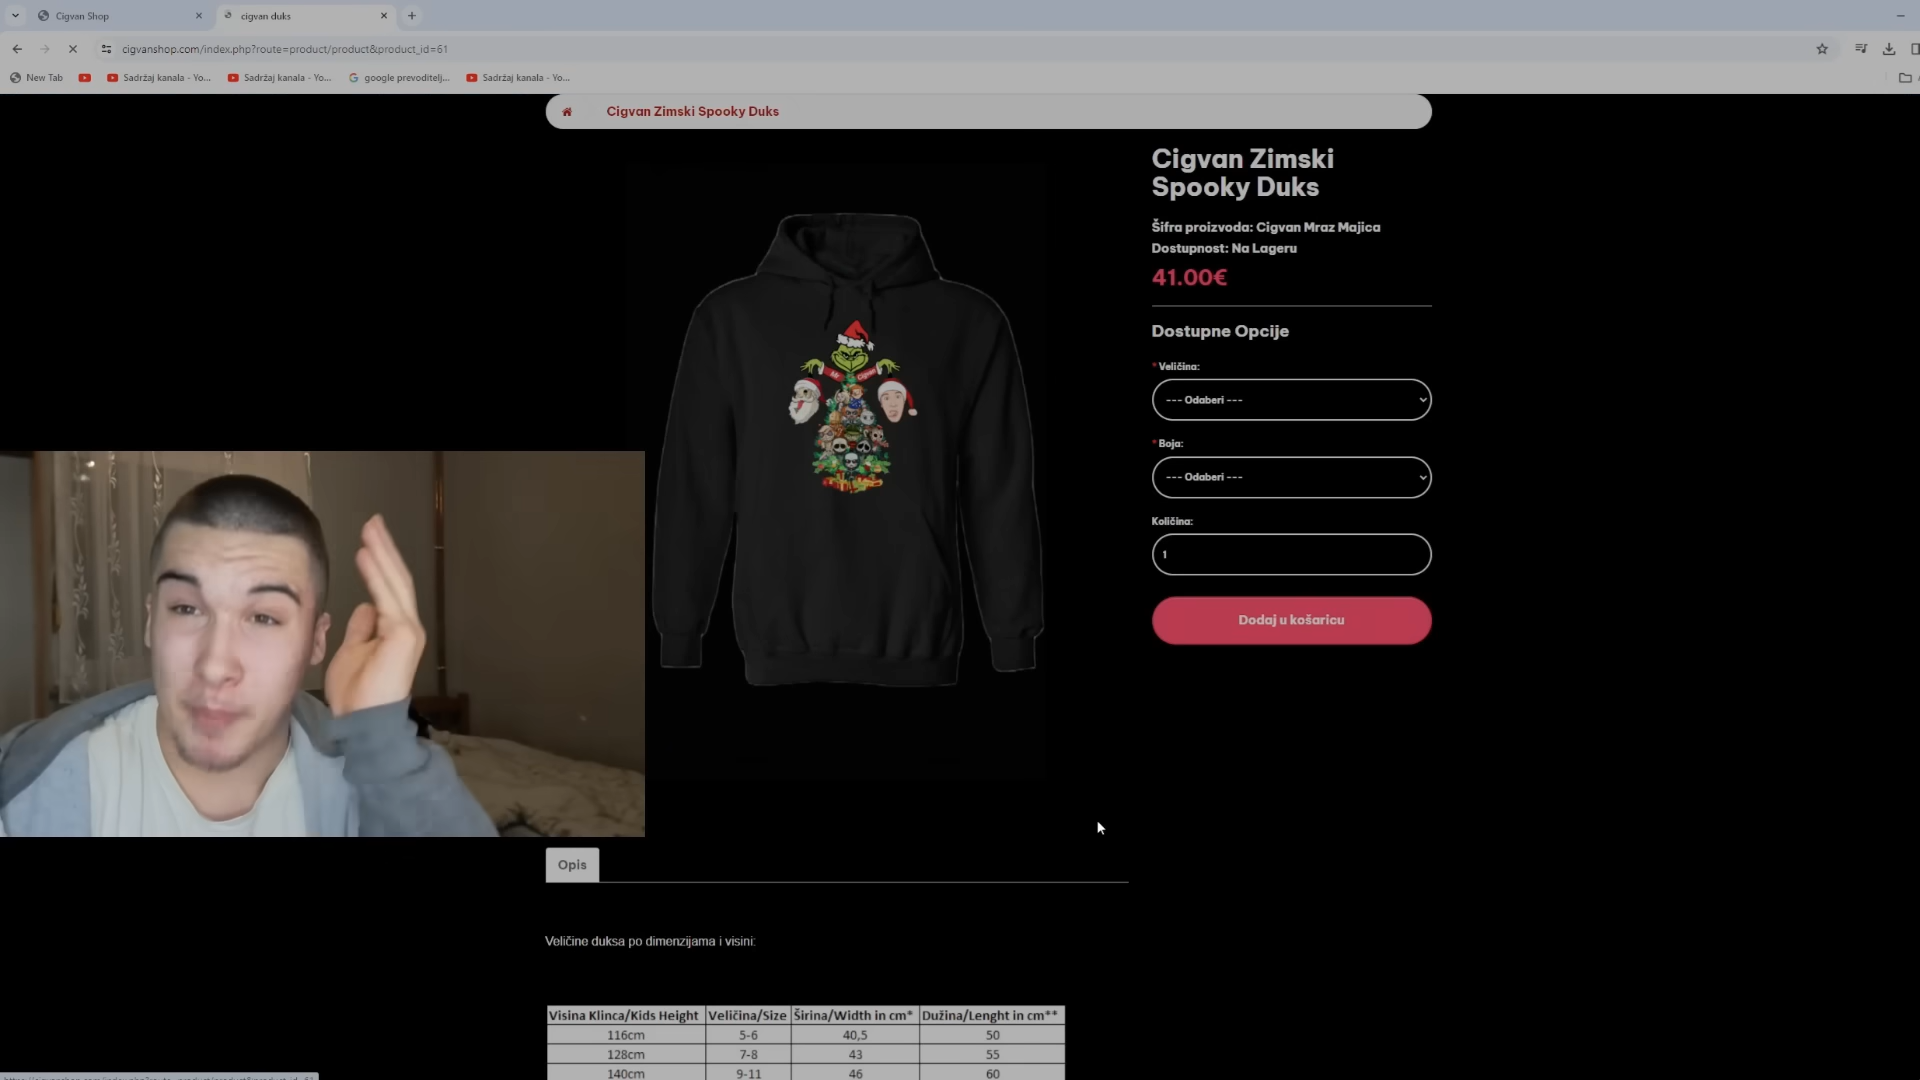 Cigvan Shop
cigvan duks
cigvanshop.com/index.php?route=product/product&product_id=61
New Tab
Sadržaj kanala - Yo...
Sadržaj kanala - Yo...
google prevoditelj...
Sadržaj kanala - Yo...
Cigvan Zimski Spooky Duks
Cigvan Zimski
Spooky Duks
Šifra proizvoda: Cigvan Mraz Majica
Dostupnost: Na Lageru
41.00€
Dostupne Opcije
* Veličina:
--- Odaberi ---
* Boja:
--- Odaberi ---
Količina:
1
Dodaj u košaricu
Mr Cigvan
Opis
Veličine duksa po dimenzijama i visini:
Visina Klinca/Kids Height Veličina/Size Širina/Width in cm* Dužina/Lenght in cm**
116cm 5-6 40,5 50
128cm 7-8 43 55
140cm 9-11 46 60